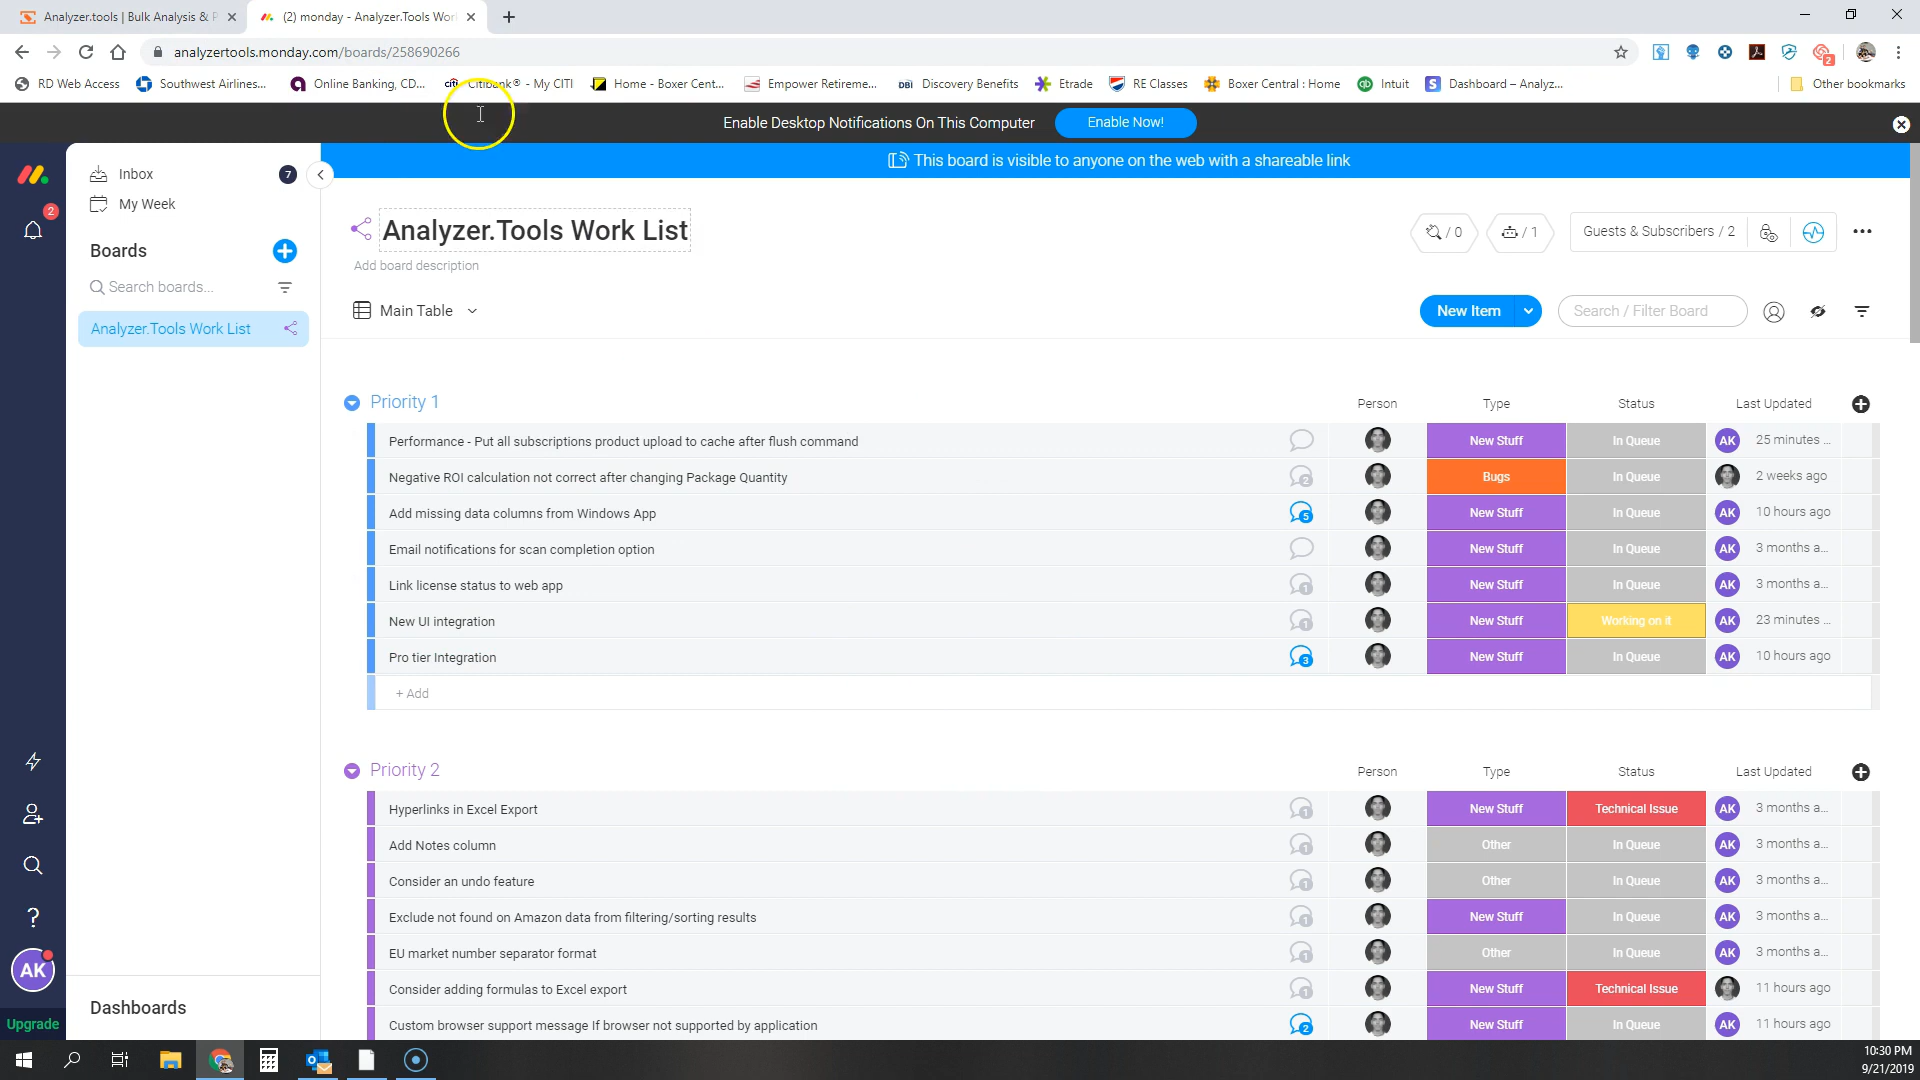 Analyzer.tools | Bulk Analysis &
(2) monday - Analyzer.Tools Wor
analyzertools.monday.com/boards/258690266
2
RD Web Access
Southwest Airlines...
Online Banking, CD...
Citibank® - My CITI
Home - Boxer Cent...
Empower Retireme...
DBI
Discovery Benefits
Etrade
RE Classes
Boxer Central : Home
Intuit
Dashboard – Analyz...
Other bookmarks
Enable Desktop Notifications On This Computer
Enable Now!
This board is visible to anyone on the web with a shareable link
2
Inbox
7
My Week
Boards
Search boards...
Analyzer.Tools Work List
Dashboards
AK
Upgrade
Analyzer.Tools Work List
Add board description
/ 0
/ 1
Guests & Subscribers / 2
Main Table
New Item
Search / Filter Board
Priority 1 Person Type Status Last Updated
Performance - Put all subscriptions product upload to cache after flush command New Stuff In Queue AK 25 minutes ...
Negative ROI calculation not correct after changing Package Quantity 2 Bugs In Queue 2 weeks ago
Add missing data columns from Windows App 5 New Stuff In Queue AK 10 hours ago
Email notifications for scan completion option New Stuff In Queue AK 3 months a...
Link license status to web app 1 New Stuff In Queue AK 3 months a...
New UI integration 1 New Stuff Working on it AK 23 minutes ...
Pro tier Integration 3 New Stuff In Queue AK 10 hours ago
+ Add
Priority 2 Person Type Status Last Updated
Hyperlinks in Excel Export 1 New Stuff Technical Issue AK 3 months a...
Add Notes column 1 Other In Queue AK 3 months a...
Consider an undo feature 1 Other In Queue AK 3 months a...
Exclude not found on Amazon data from filtering/sorting results 1 New Stuff In Queue AK 3 months a...
EU market number separator format 1 Other In Queue AK 3 months a...
Consider adding formulas to Excel export 1 New Stuff Technical Issue 11 hours ago
Custom browser support message If browser not supported by application 2 New Stuff In Queue AK 11 hours ago
10:30 PM
9/21/2019